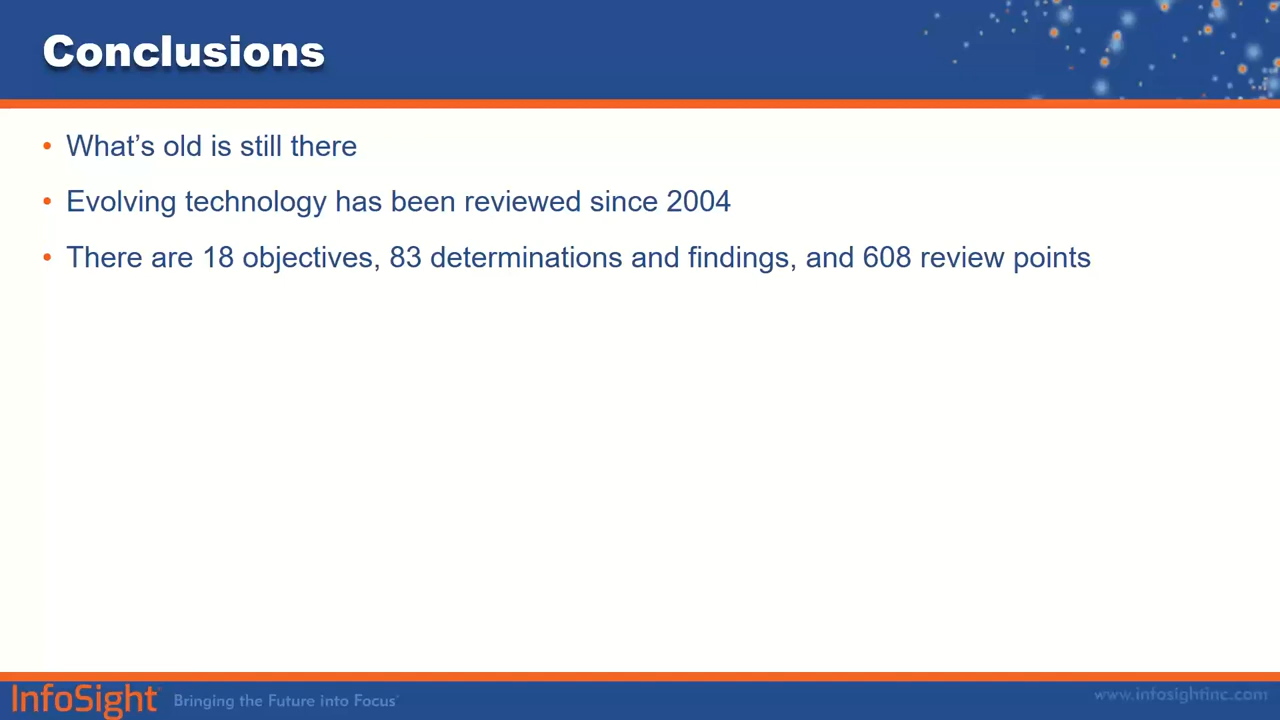 Conclusions
• What’s old is still there
• Evolving technology has been reviewed since 2004
• There are 18 objectives, 83 determinations and findings, and 608 review points
InfoSight Bringing the Future into Focus
www.infosightinc.com